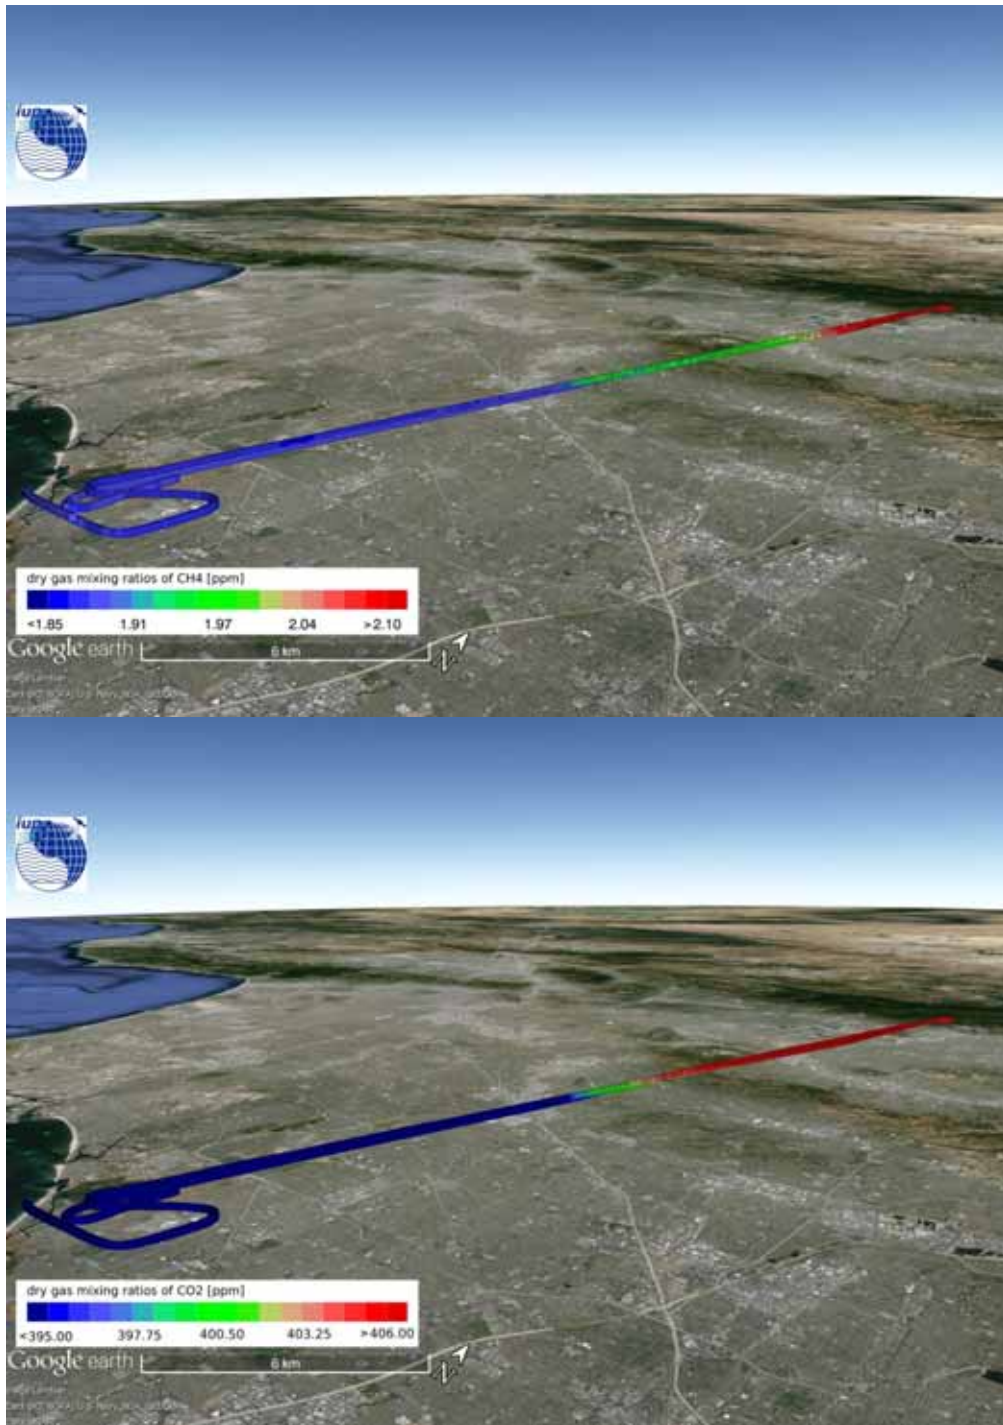 iup
dry gas mixing ratios of CH4 [ppm]
<1.85 1.91 1.97 2.04 >2.10
Google earth
6 km
N
iup
dry gas mixing ratios of CO2 [ppm]
<395.00 397.75 400.50 403.25 >406.00
Google earth
6 km
N